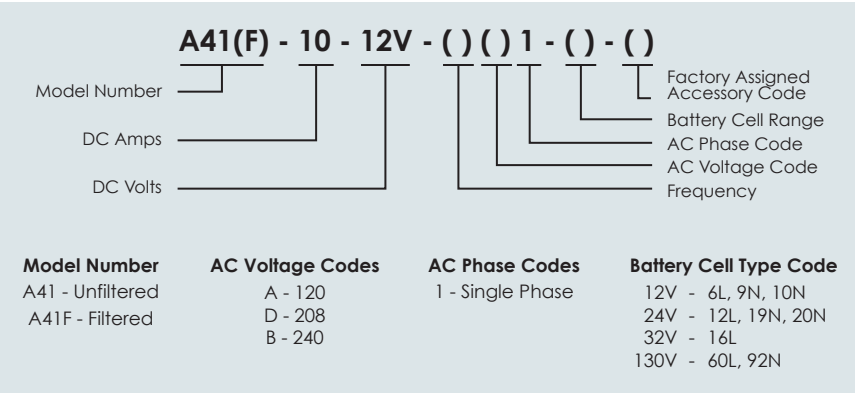 A41(F) - 10 - 12V - ( ) ( ) 1 - ( ) - ( )
Model Number
DC Amps
DC Volts
Factory Assigned
Accessory Code
Battery Cell Range
AC Phase Code
AC Voltage Code
Frequency
Model Number
A41 - Unfiltered
A41F - Filtered
AC Voltage Codes
A - 120
D - 208
B - 240
AC Phase Codes
1 - Single Phase
Battery Cell Type Code
12V - 6L, 9N, 10N
24V - 12L, 19N, 20N
32V - 16L
130V - 60L, 92N